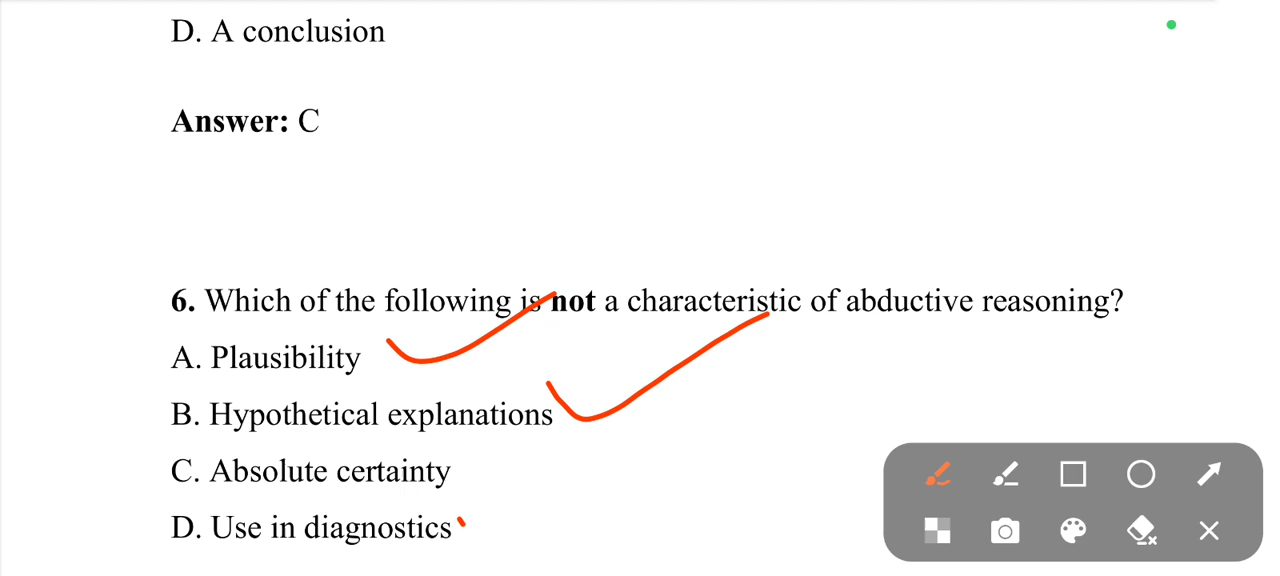 D. A conclusion
Answer: C
6. Which of the following is not a characteristic of abductive reasoning?
A. Plausibility
B. Hypothetical explanations
C. Absolute certainty
D. Use in diagnostics